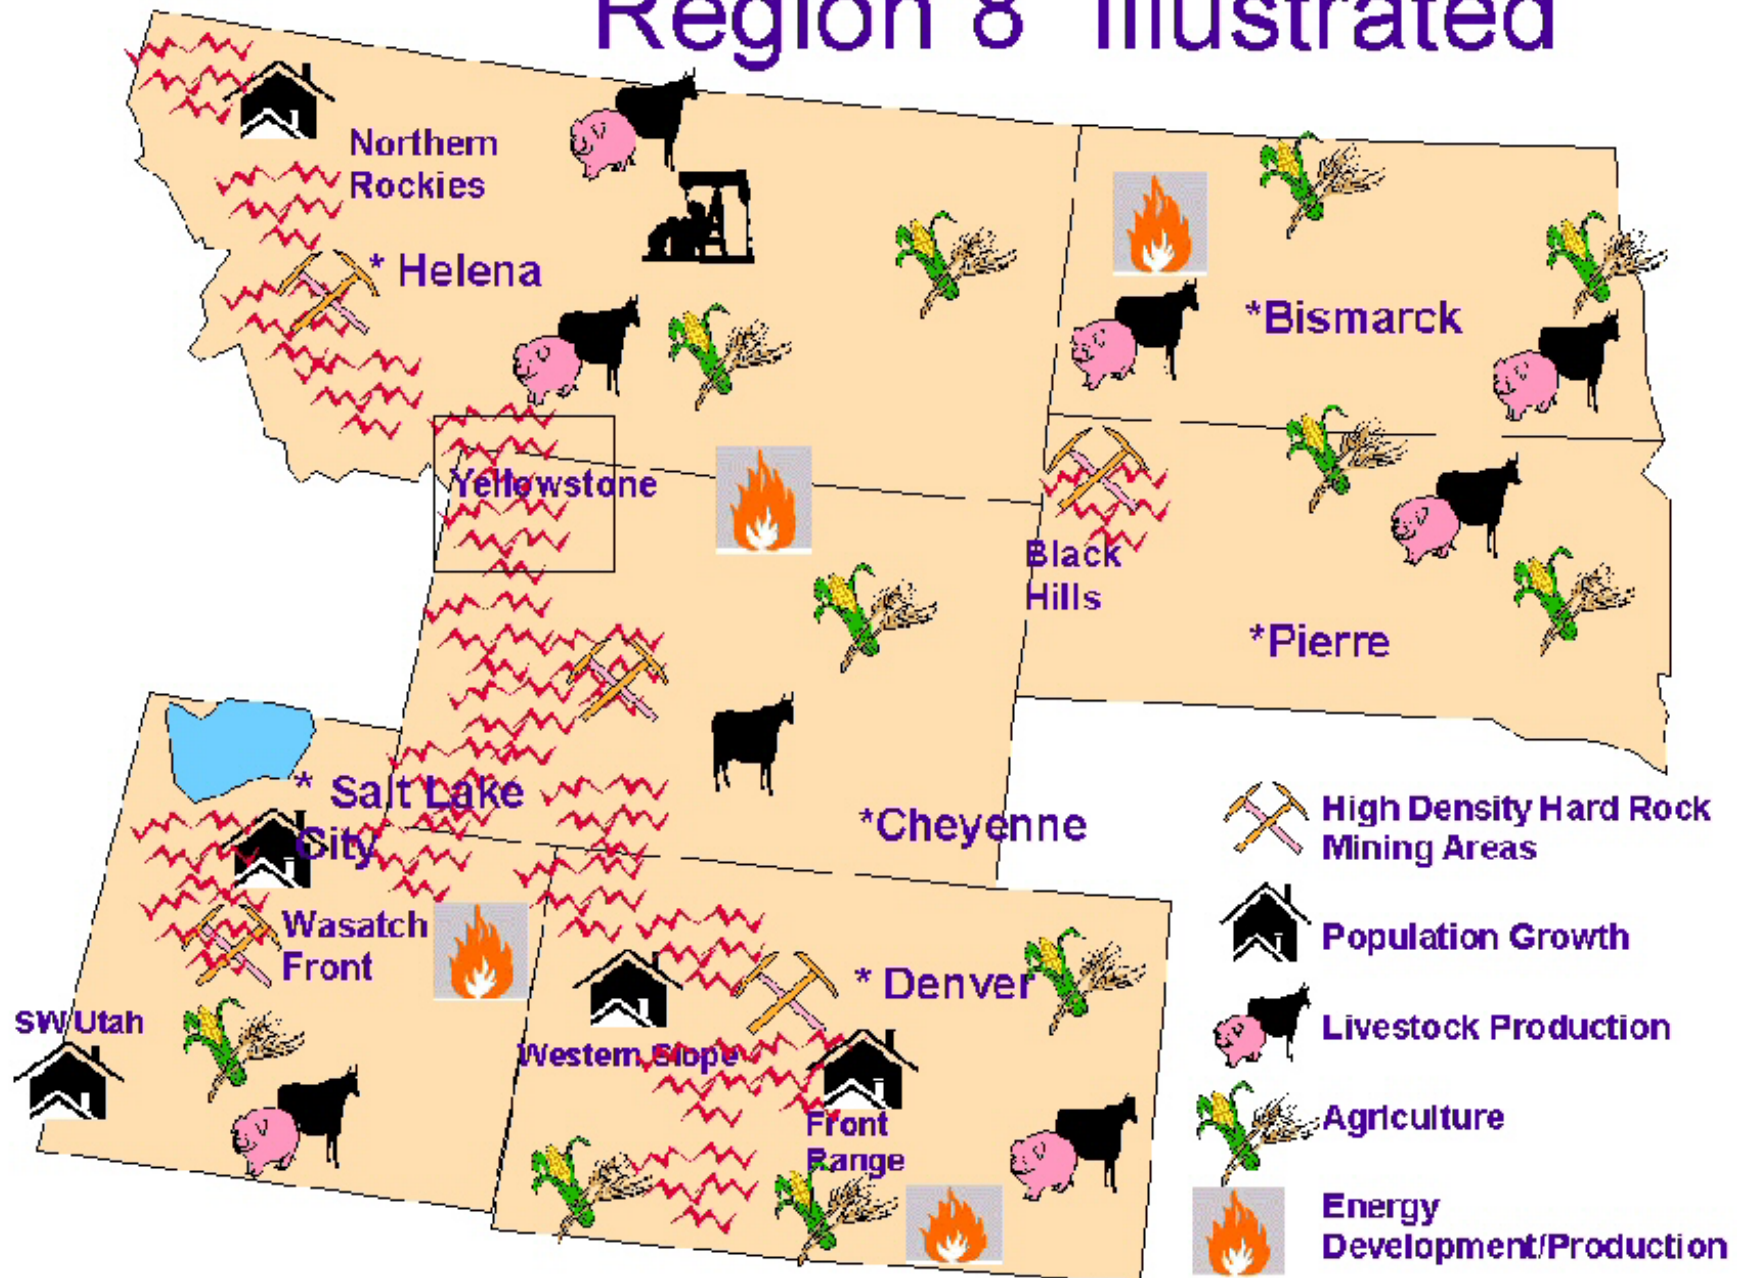 Region 8 Illustrated
Northern
Rockies
* Helena
*Bismarck
Yellowstone
Black
Hills
*Pierre
* Salt Lake
City
*Cheyenne
Wasatch
Front
* Denver
SW Utah
Western Slope
Front
Range
High Density Hard Rock
Mining Areas
Population Growth
Livestock Production
Agriculture
Energy
Development/Production